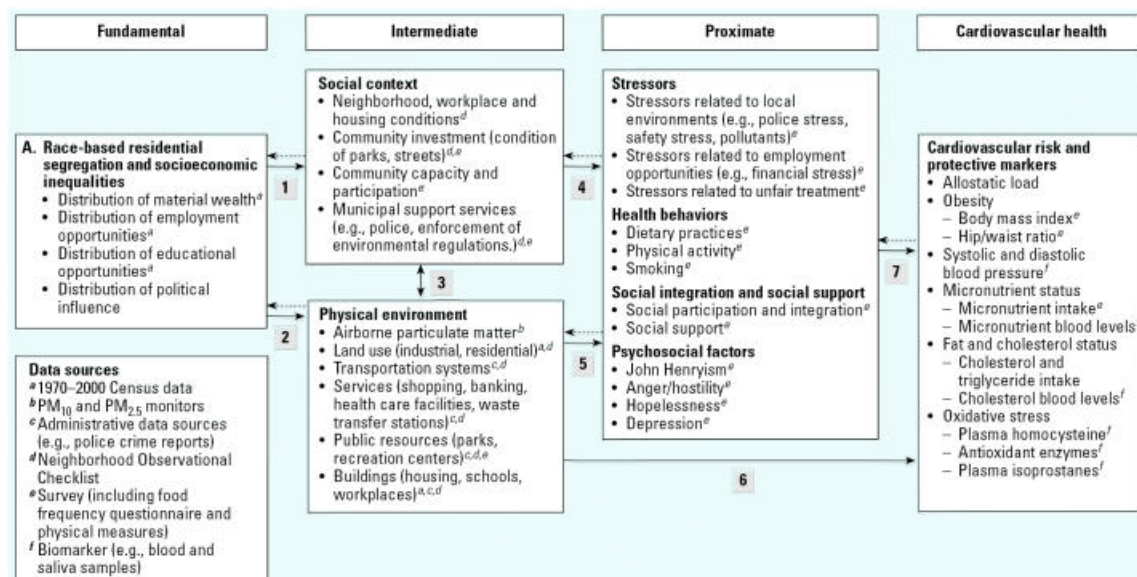 Fundamental
Intermediate
Proximate
Cardiovascular health
A. Race-based residential
segregation and socioeconomic
inequalities
• Distribution of material wealthᵃ
• Distribution of employment
opportunitiesᵃ
• Distribution of educational
opportunitiesᵃ
• Distribution of political
influence
Data sources
ᵃ1970–2000 Census data
ᵇPM₁₀ and PM₂.₅ monitors
ᶜAdministrative data sources
(e.g., police crime reports)
ᵈNeighborhood Observational
Checklist
ᵉSurvey (including food
frequency questionnaire and
physical measures)
ᶠBiomarker (e.g., blood and
saliva samples)
1
2
Social context
• Neighborhood, workplace and
housing conditionsᵈ
• Community investment (condition
of parks, streets)ᵈ,ᵉ
• Community capacity and
participationᵉ
• Municipal support services
(e.g., police, enforcement of
environmental regulations.)ᵈ,ᵉ
3
Physical environment
• Airborne particulate matterᵇ
• Land use (industrial, residential)ᵃ,ᵈ
• Transportation systemsᶜ,ᵈ
• Services (shopping, banking,
health care facilities, waste
transfer stations)ᶜ,ᵈ
• Public resources (parks,
recreation centers)ᶜ,ᵈ,ᵉ
• Buildings (housing, schools,
workplaces)ᵃ,ᶜ,ᵈ
4
5
6
Stressors
• Stressors related to local
environments (e.g., police stress,
safety stress, pollutants)ᵉ
• Stressors related to employment
opportunities (e.g., financial stress)ᵉ
• Stressors related to unfair treatmentᵉ
Health behaviors
• Dietary practicesᵉ
• Physical activityᵉ
• Smokingᵉ
Social integration and social support
• Social participation and integrationᵉ
• Social supportᵉ
Psychosocial factors
• John Henryismᵉ
• Anger/hostilityᵉ
• Hopelessnessᵉ
• Depressionᵉ
7
Cardiovascular risk and
protective markers
• Allostatic load
• Obesity
– Body mass indexᵉ
– Hip/waist ratioᵉ
• Systolic and diastolic
blood pressureᶠ
• Micronutrient status
– Micronutrient intakeᵉ
– Micronutrient blood levels
• Fat and cholesterol status
– Cholesterol and
triglyceride intake
– Cholesterol blood levelsᶠ
• Oxidative stress
– Plasma homocysteineᶠ
– Antioxidant enzymesᶠ
– Plasma isoprostanesᶠ